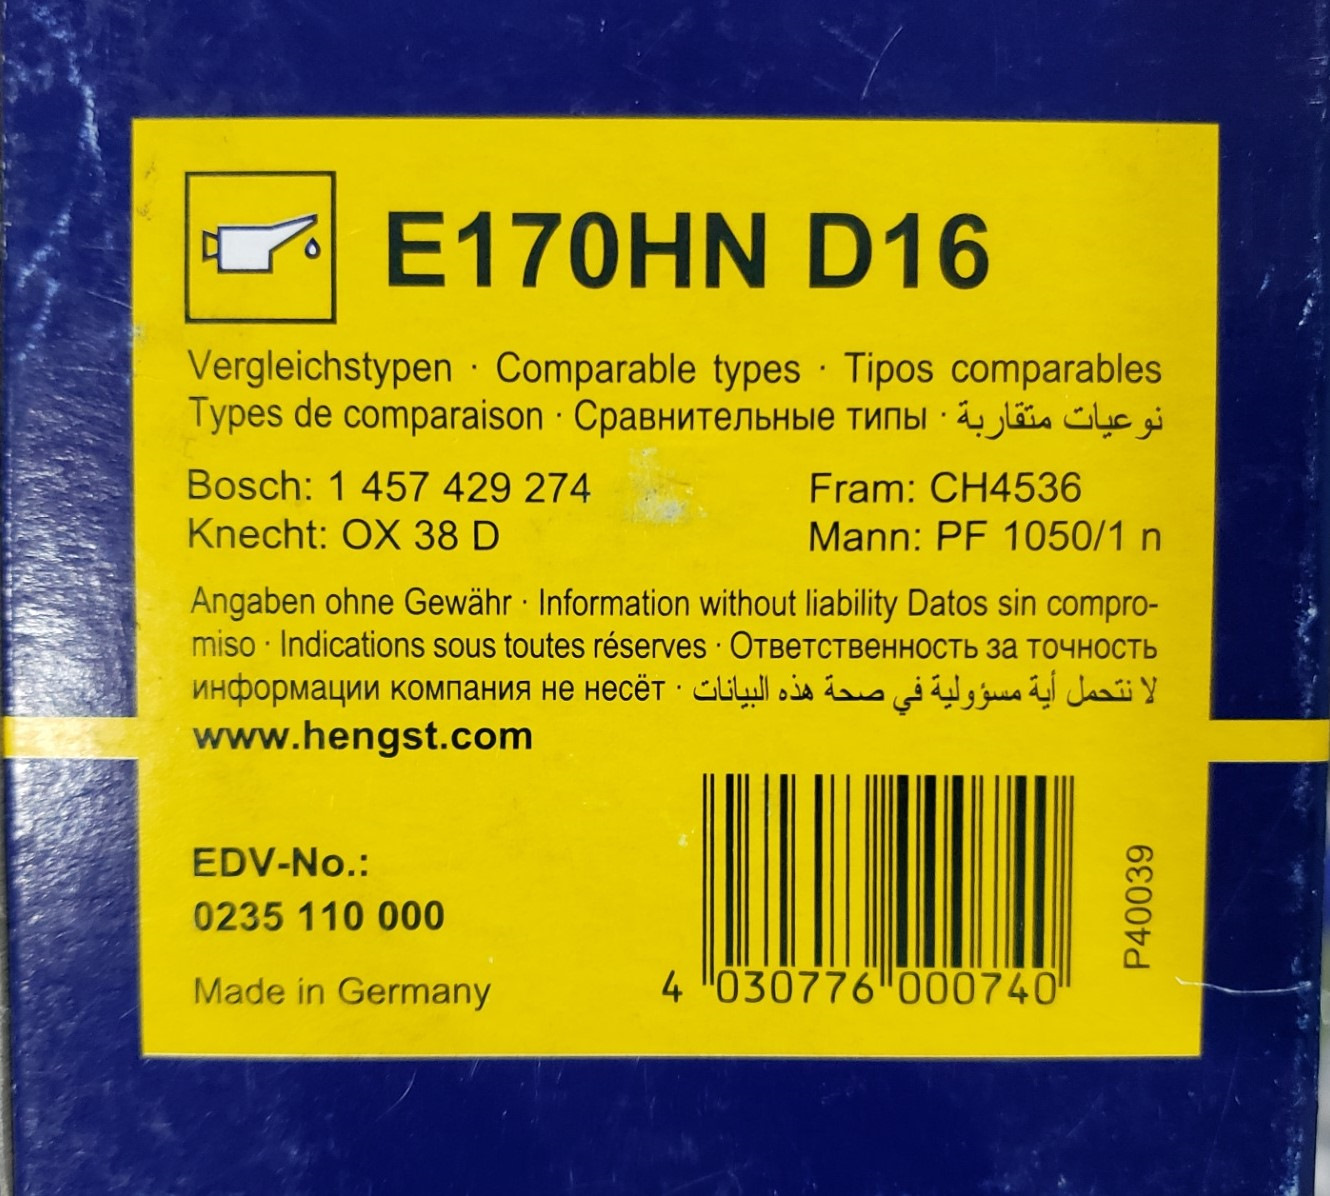 E170HN D16
Vergleichstypen · Comparable types · Tipos comparables
Types de comparaison · Сравнительные типы · نوعيات متقاربة
Bosch: 1 457 429 274 Fram: CH4536
Knecht: OX 38 D Mann: PF 1050/1 n
Angaben ohne Gewähr · Information without liability Datos sin compro-
miso · Indications sous toutes réserves · Ответственность за точность
информации компания не несёт · لا نتحمل أية مسؤولية في صحة هذه البيانات
www.hengst.com
EDV-No.:
0235 110 000
Made in Germany
4 030776 000740
P40039